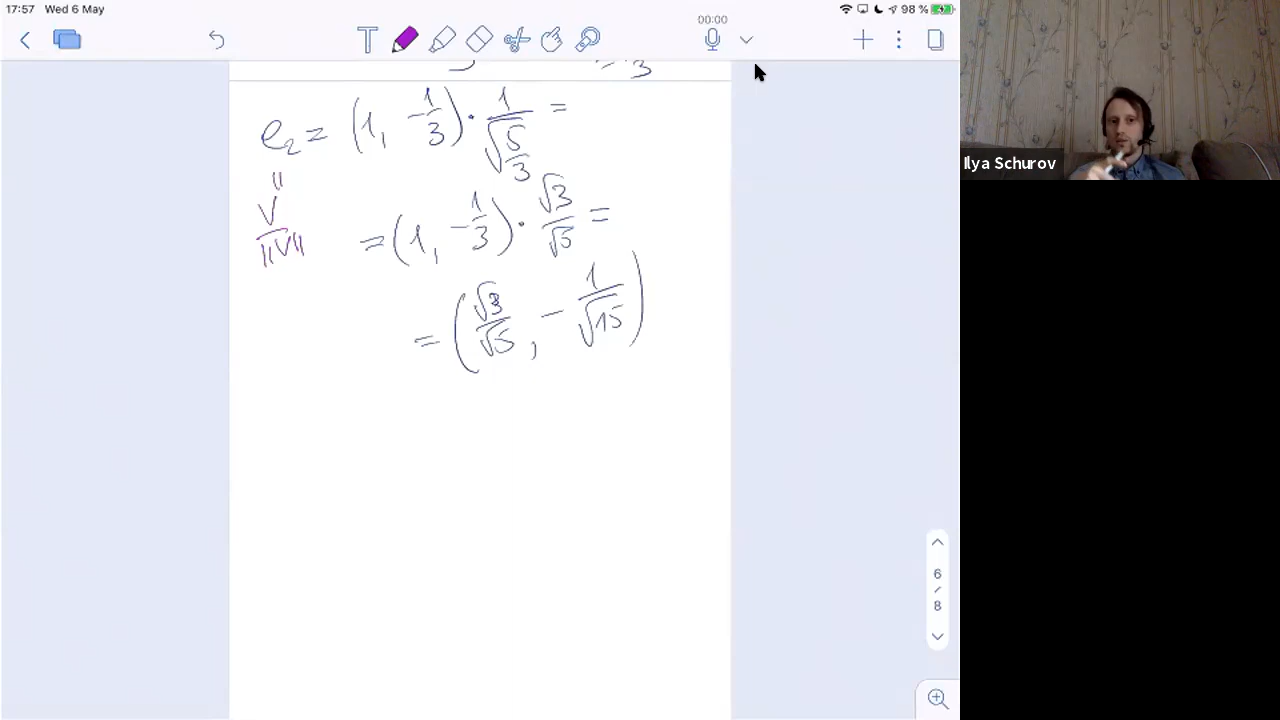 17:57 Wed 6 May
98 %
00:00
T
e₂ = (1, -1/3) · 1/√(5/3) =
"
V/||V||
= (1, -1/3) · √3/√5 =
= (√3/√5, - 1/√15)
6
/
8
Ilya Schurov